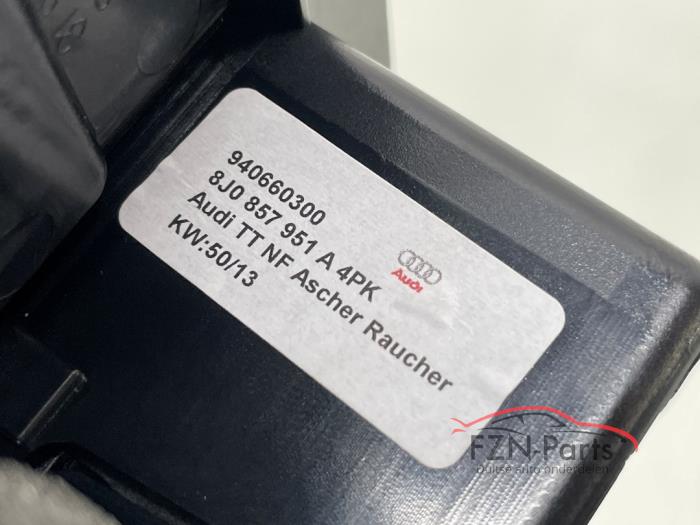 940660300
8J0 857 951 A 4PK
Audi TT NF Ascher Raucher
KW:50/13
Audi
FZN-Parts
Duitse auto onderdelen